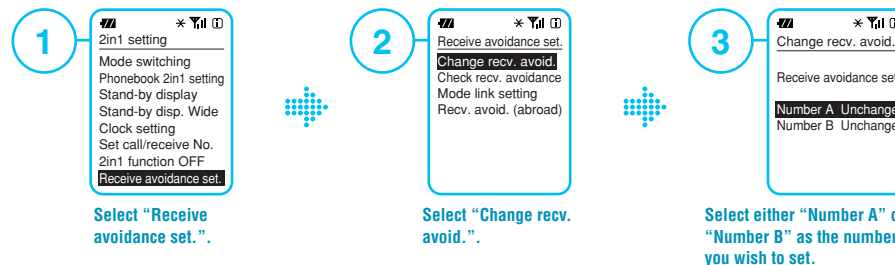 1
2in1 setting
Mode switching
Phonebook 2in1 setting
Stand-by display
Stand-by disp. Wide
Clock setting
Set call/receive No.
2in1 function OFF
Receive avoidance set.
Select “Receive
avoidance set.”.
2
Receive avoidance set.
Change recv. avoid.
Check recv. avoidance
Mode link setting
Recv. avoid. (abroad)
Select “Change recv.
avoid.”.
3
Change recv. avoid.
Receive avoidance se
Number A Unchange
Number B Unchange
Select either “Number A” o
“Number B” as the number
you wish to set.